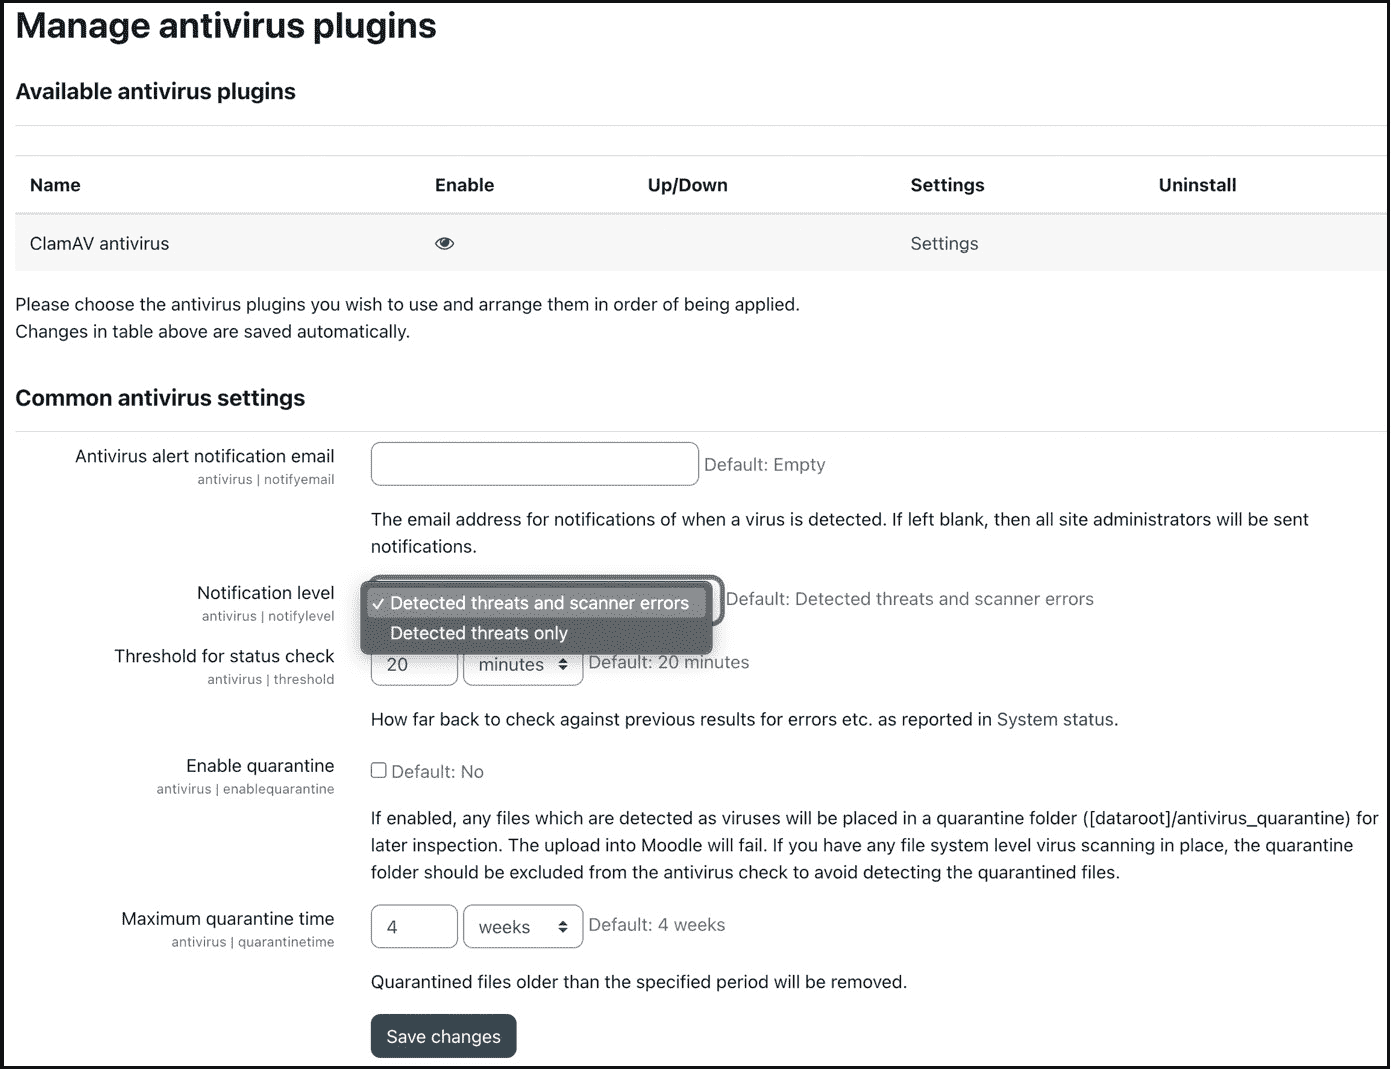 Manage antivirus plugins
Available antivirus plugins
Name Enable Up/Down Settings Uninstall
ClamAV antivirus Settings
Please choose the antivirus plugins you wish to use and arrange them in order of being applied.
Changes in table above are saved automatically.
Common antivirus settings
Antivirus alert notification email
antivirus | notifyemail
Default: Empty
The email address for notifications of when a virus is detected. If left blank, then all site administrators will be sent
notifications.
Notification level
antivirus | notifylevel
✓ Detected threats and scanner errors
Detected threats only
Default: Detected threats and scanner errors
Threshold for status check
antivirus | threshold
20 minutes Default: 20 minutes
How far back to check against previous results for errors etc. as reported in System status.
Enable quarantine
antivirus | enablequarantine
Default: No
If enabled, any files which are detected as viruses will be placed in a quarantine folder ([dataroot]/antivirus_quarantine) for
later inspection. The upload into Moodle will fail. If you have any file system level virus scanning in place, the quarantine
folder should be excluded from the antivirus check to avoid detecting the quarantined files.
Maximum quarantine time
antivirus | quarantinetime
4 weeks Default: 4 weeks
Quarantined files older than the specified period will be removed.
Save changes